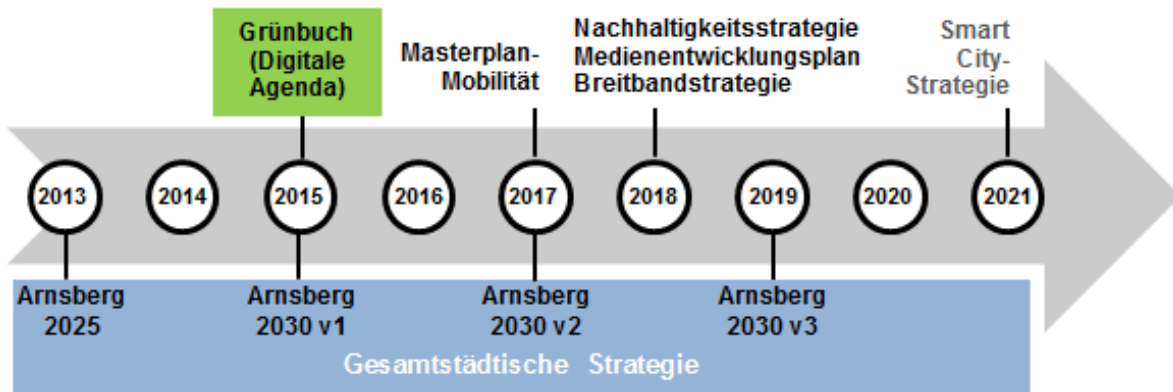 Grünbuch
(Digitale
Agenda)
Masterplan-
Mobilität
Nachhaltigkeitsstrategie
Medienentwicklungsplan
Breitbandstrategie
Smart
City-
Strategie
2013
2014
2015
2016
2017
2018
2019
2020
2021
Arnsberg
2025
Arnsberg
2030 v1
Arnsberg
2030 v2
Arnsberg
2030 v3
Gesamtstädtische Strategie